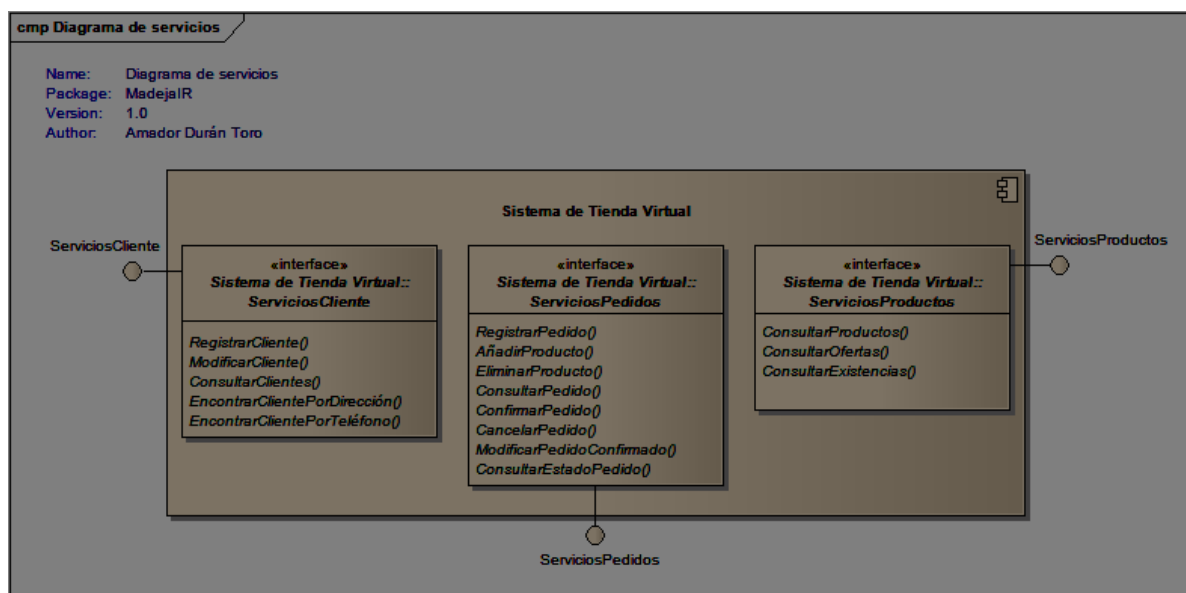 cmp Diagrama de servicios
Name: Diagrama de servicios
Package: MadejaIR
Version: 1.0
Author: Amador Durán Toro
Sistema de Tienda Virtual
ServiciosCliente
ServiciosProductos
«interface»
Sistema de Tienda Virtual::
ServiciosCliente
RegistrarCliente()
ModificarCliente()
ConsultarClientes()
EncontrarClientePorDirección()
EncontrarClientePorTeléfono()
«interface»
Sistema de Tienda Virtual::
ServiciosPedidos
RegistrarPedido()
AñadirProducto()
EliminarProducto()
ConsultarPedido()
ConfirmarPedido()
CancelarPedido()
ModificarPedidoConfirmado()
ConsultarEstadoPedido()
«interface»
Sistema de Tienda Virtual::
ServiciosProductos
ConsultarProductos()
ConsultarOfertas()
ConsultarExistencias()
ServiciosPedidos